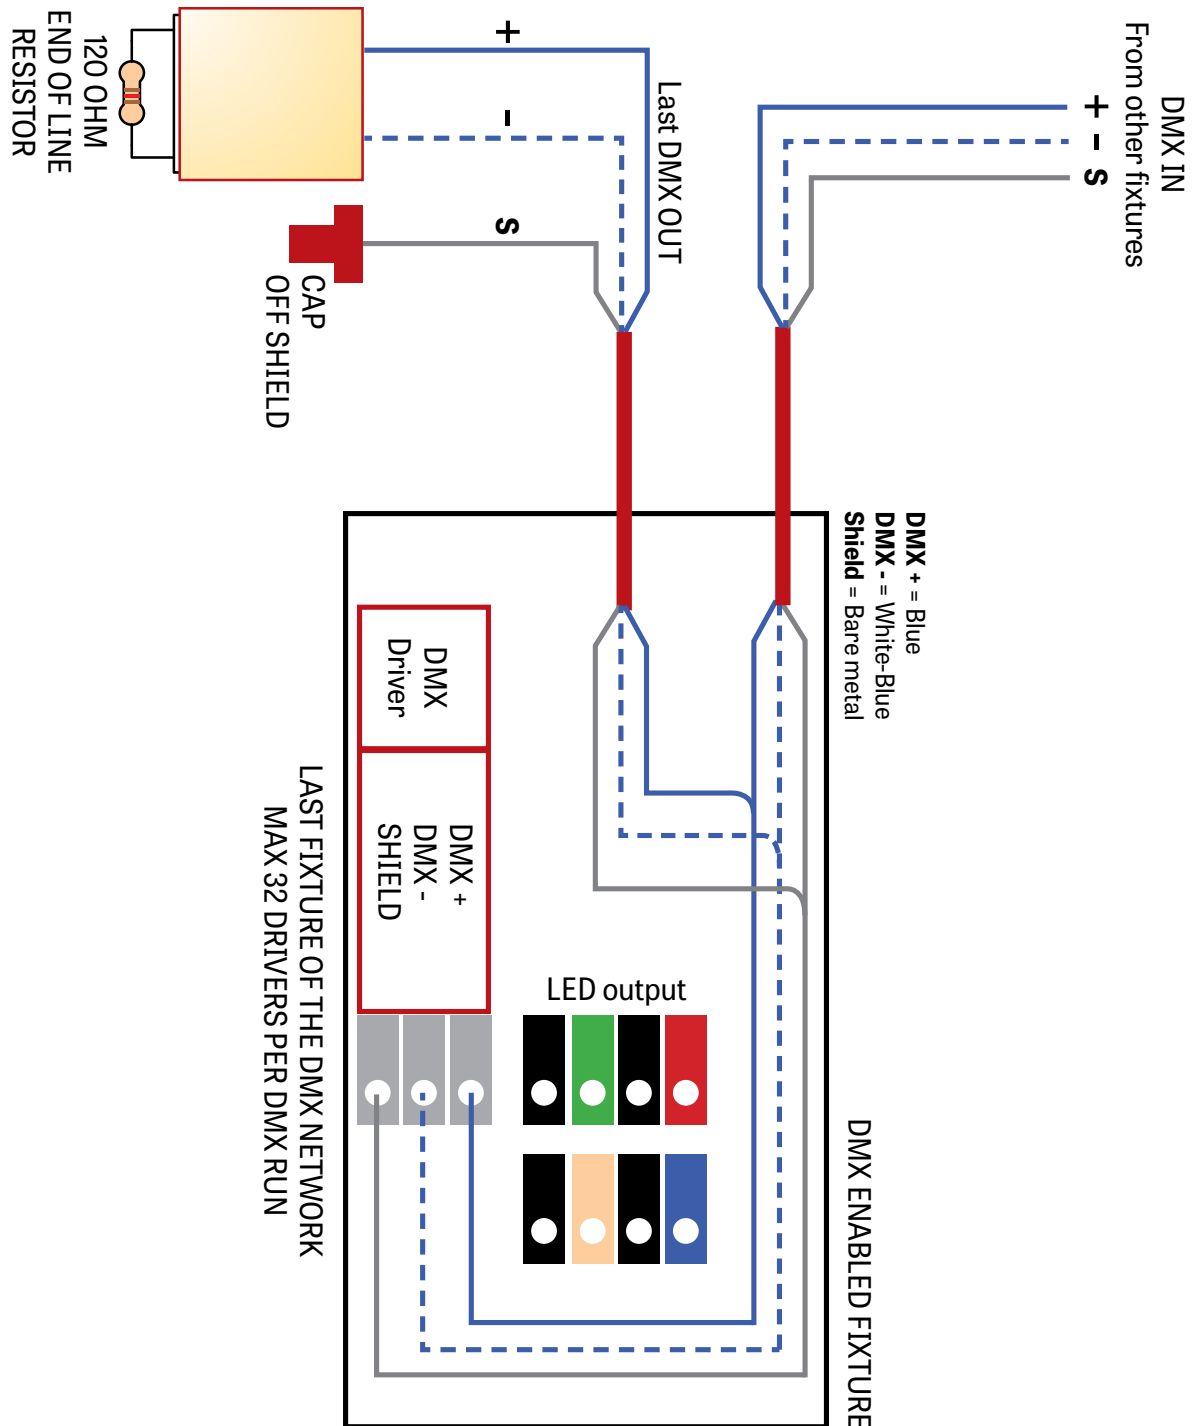 DMX IN
From other fixtures
+
-
S
Last DMX OUT
+
-
S
120 OHM
END OF LINE
RESISTOR
CAP
OFF SHIELD
DMX + = Blue
DMX - = White-Blue
Shield = Bare metal
DMX ENABLED FIXTURE
LED output
DMX
Driver
DMX +
DMX -
SHIELD
LAST FIXTURE OF THE DMX NETWORK
MAX 32 DRIVERS PER DMX RUN